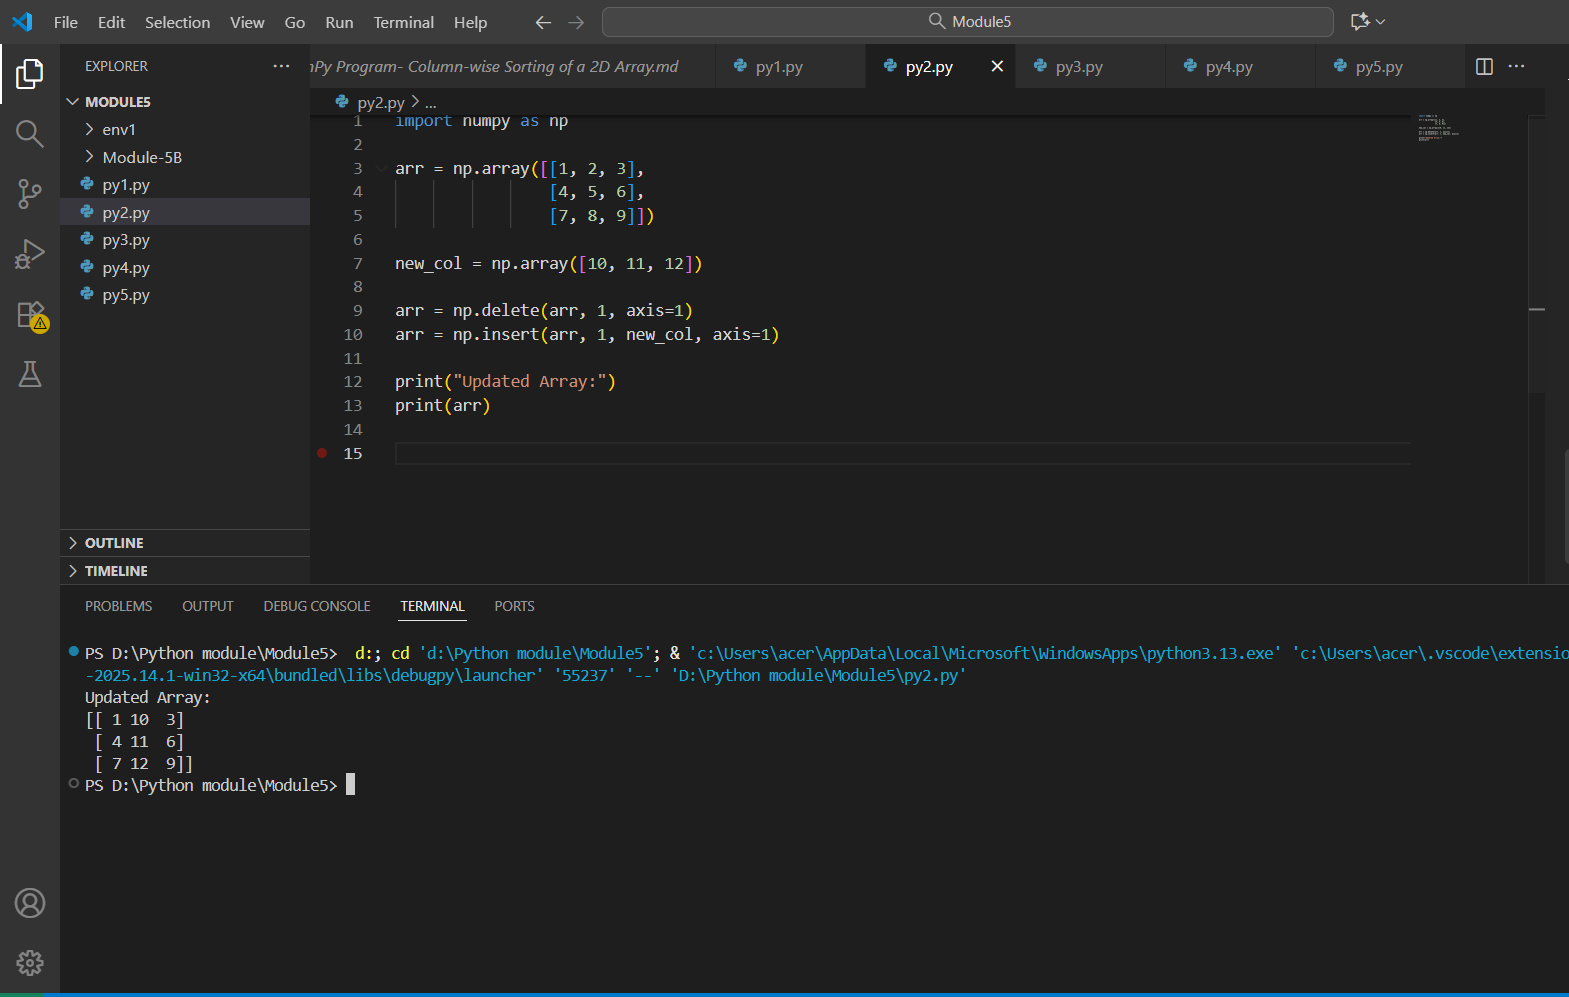 File Edit Selection View Go Run Terminal Help
Module5
EXPLORER
MODULE5
env1
Module-5B
py1.py
py2.py
py3.py
py4.py
py5.py
OUTLINE
TIMELINE
Py Program- Column-wise Sorting of a 2D Array.md
py1.py
py2.py
py3.py
py4.py
py5.py
py2.py > ...
1 import numpy as np
2
3 arr = np.array([[1, 2, 3],
4 [4, 5, 6],
5 [7, 8, 9]])
6
7 new_col = np.array([10, 11, 12])
8
9 arr = np.delete(arr, 1, axis=1)
10 arr = np.insert(arr, 1, new_col, axis=1)
11
12 print("Updated Array:")
13 print(arr)
14
15
PROBLEMS OUTPUT DEBUG CONSOLE TERMINAL PORTS
PS D:\Python module\Module5> d:; cd 'd:\Python module\Module5'; & 'c:\Users\acer\AppData\Local\Microsoft\WindowsApps\python3.13.exe' 'c:\Users\acer\.vscode\extensio
-2025.14.1-win32-x64\bundled\libs\debugpy\launcher' '55237' '--' 'D:\Python module\Module5\py2.py'
Updated Array:
[[ 1 10  3]
 [ 4 11  6]
 [ 7 12  9]]
PS D:\Python module\Module5>